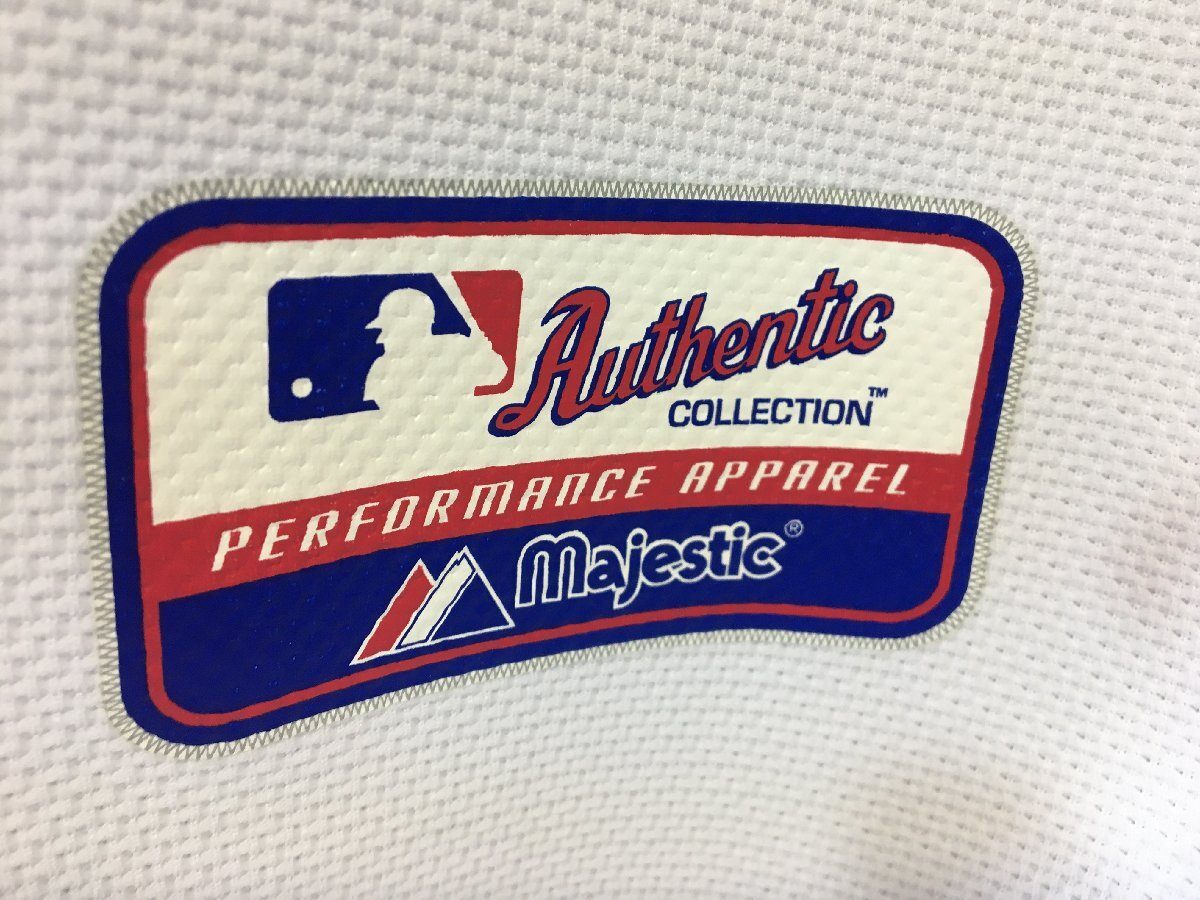 Authentic
COLLECTION™
PERFORMANCE APPAREL
Majestic®